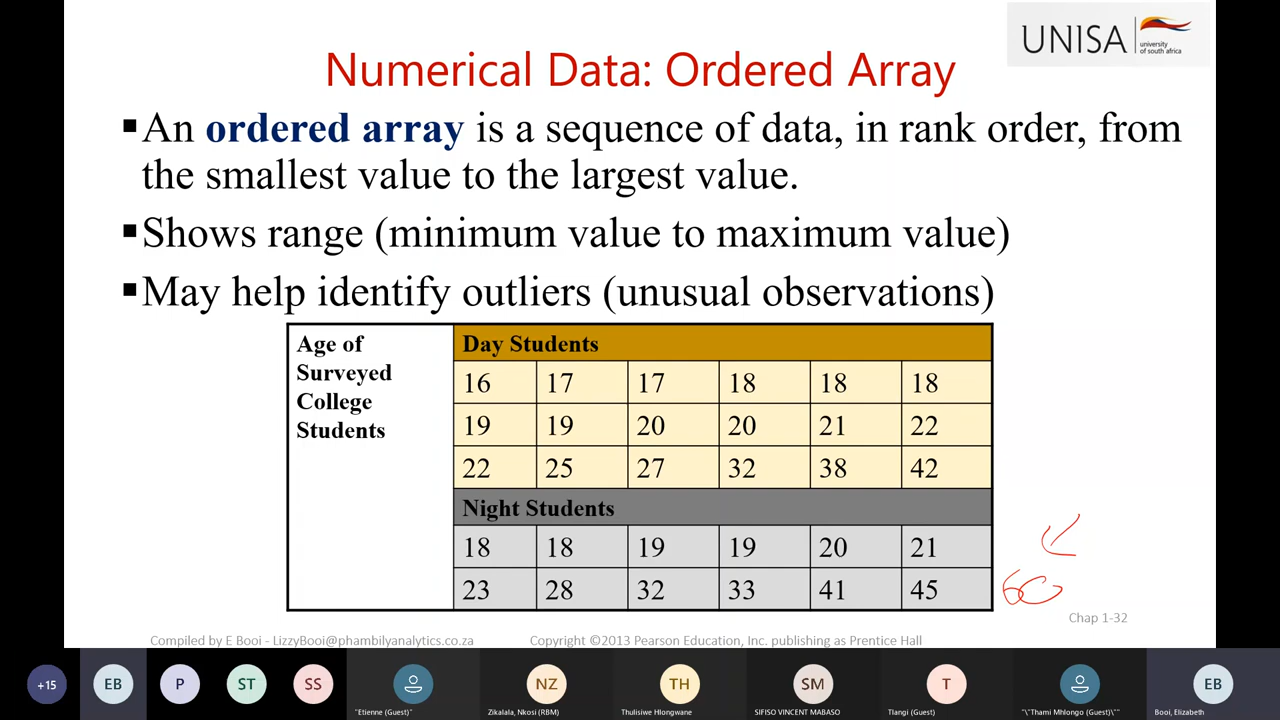 UNISA
university
of south africa
Numerical Data: Ordered Array
▪An ordered array is a sequence of data, in rank order, from
the smallest value to the largest value.
▪Shows range (minimum value to maximum value)
▪May help identify outliers (unusual observations)
Age of
Surveyed
College
Students
Day Students
16 17 17 18 18 18
19 19 20 20 21 22
22 25 27 32 38 42
Night Students
18 18 19 19 20 21
23 28 32 33 41 45
60
Chap 1-32
Compiled by E Booi - LizzyBooi@phambilyanalytics.co.za
Copyright ©2013 Pearson Education, Inc. publishing as Prentice Hall
+15
EB
P
ST
SS
"Etienne (Guest)"
NZ
Zikalala, Nkosi (RBM)
TH
Thulisiwe Hlongwane
SM
SIFISO VINCENT MABASO
T
Tlangi (Guest)
"\"Thami Mhlongo (Guest)\""
EB
Booi, Elizabeth